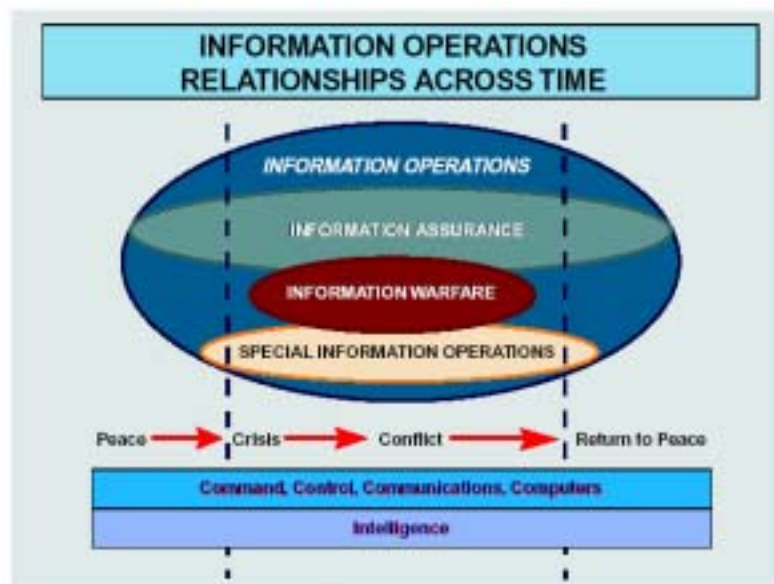 INFORMATION OPERATIONS
RELATIONSHIPS ACROSS TIME
INFORMATION OPERATIONS
INFORMATION ASSURANCE
INFORMATION WARFARE
SPECIAL INFORMATION OPERATIONS
Peace Crisis Conflict Return to Peace
Command, Control, Communications, Computers
Intelligence